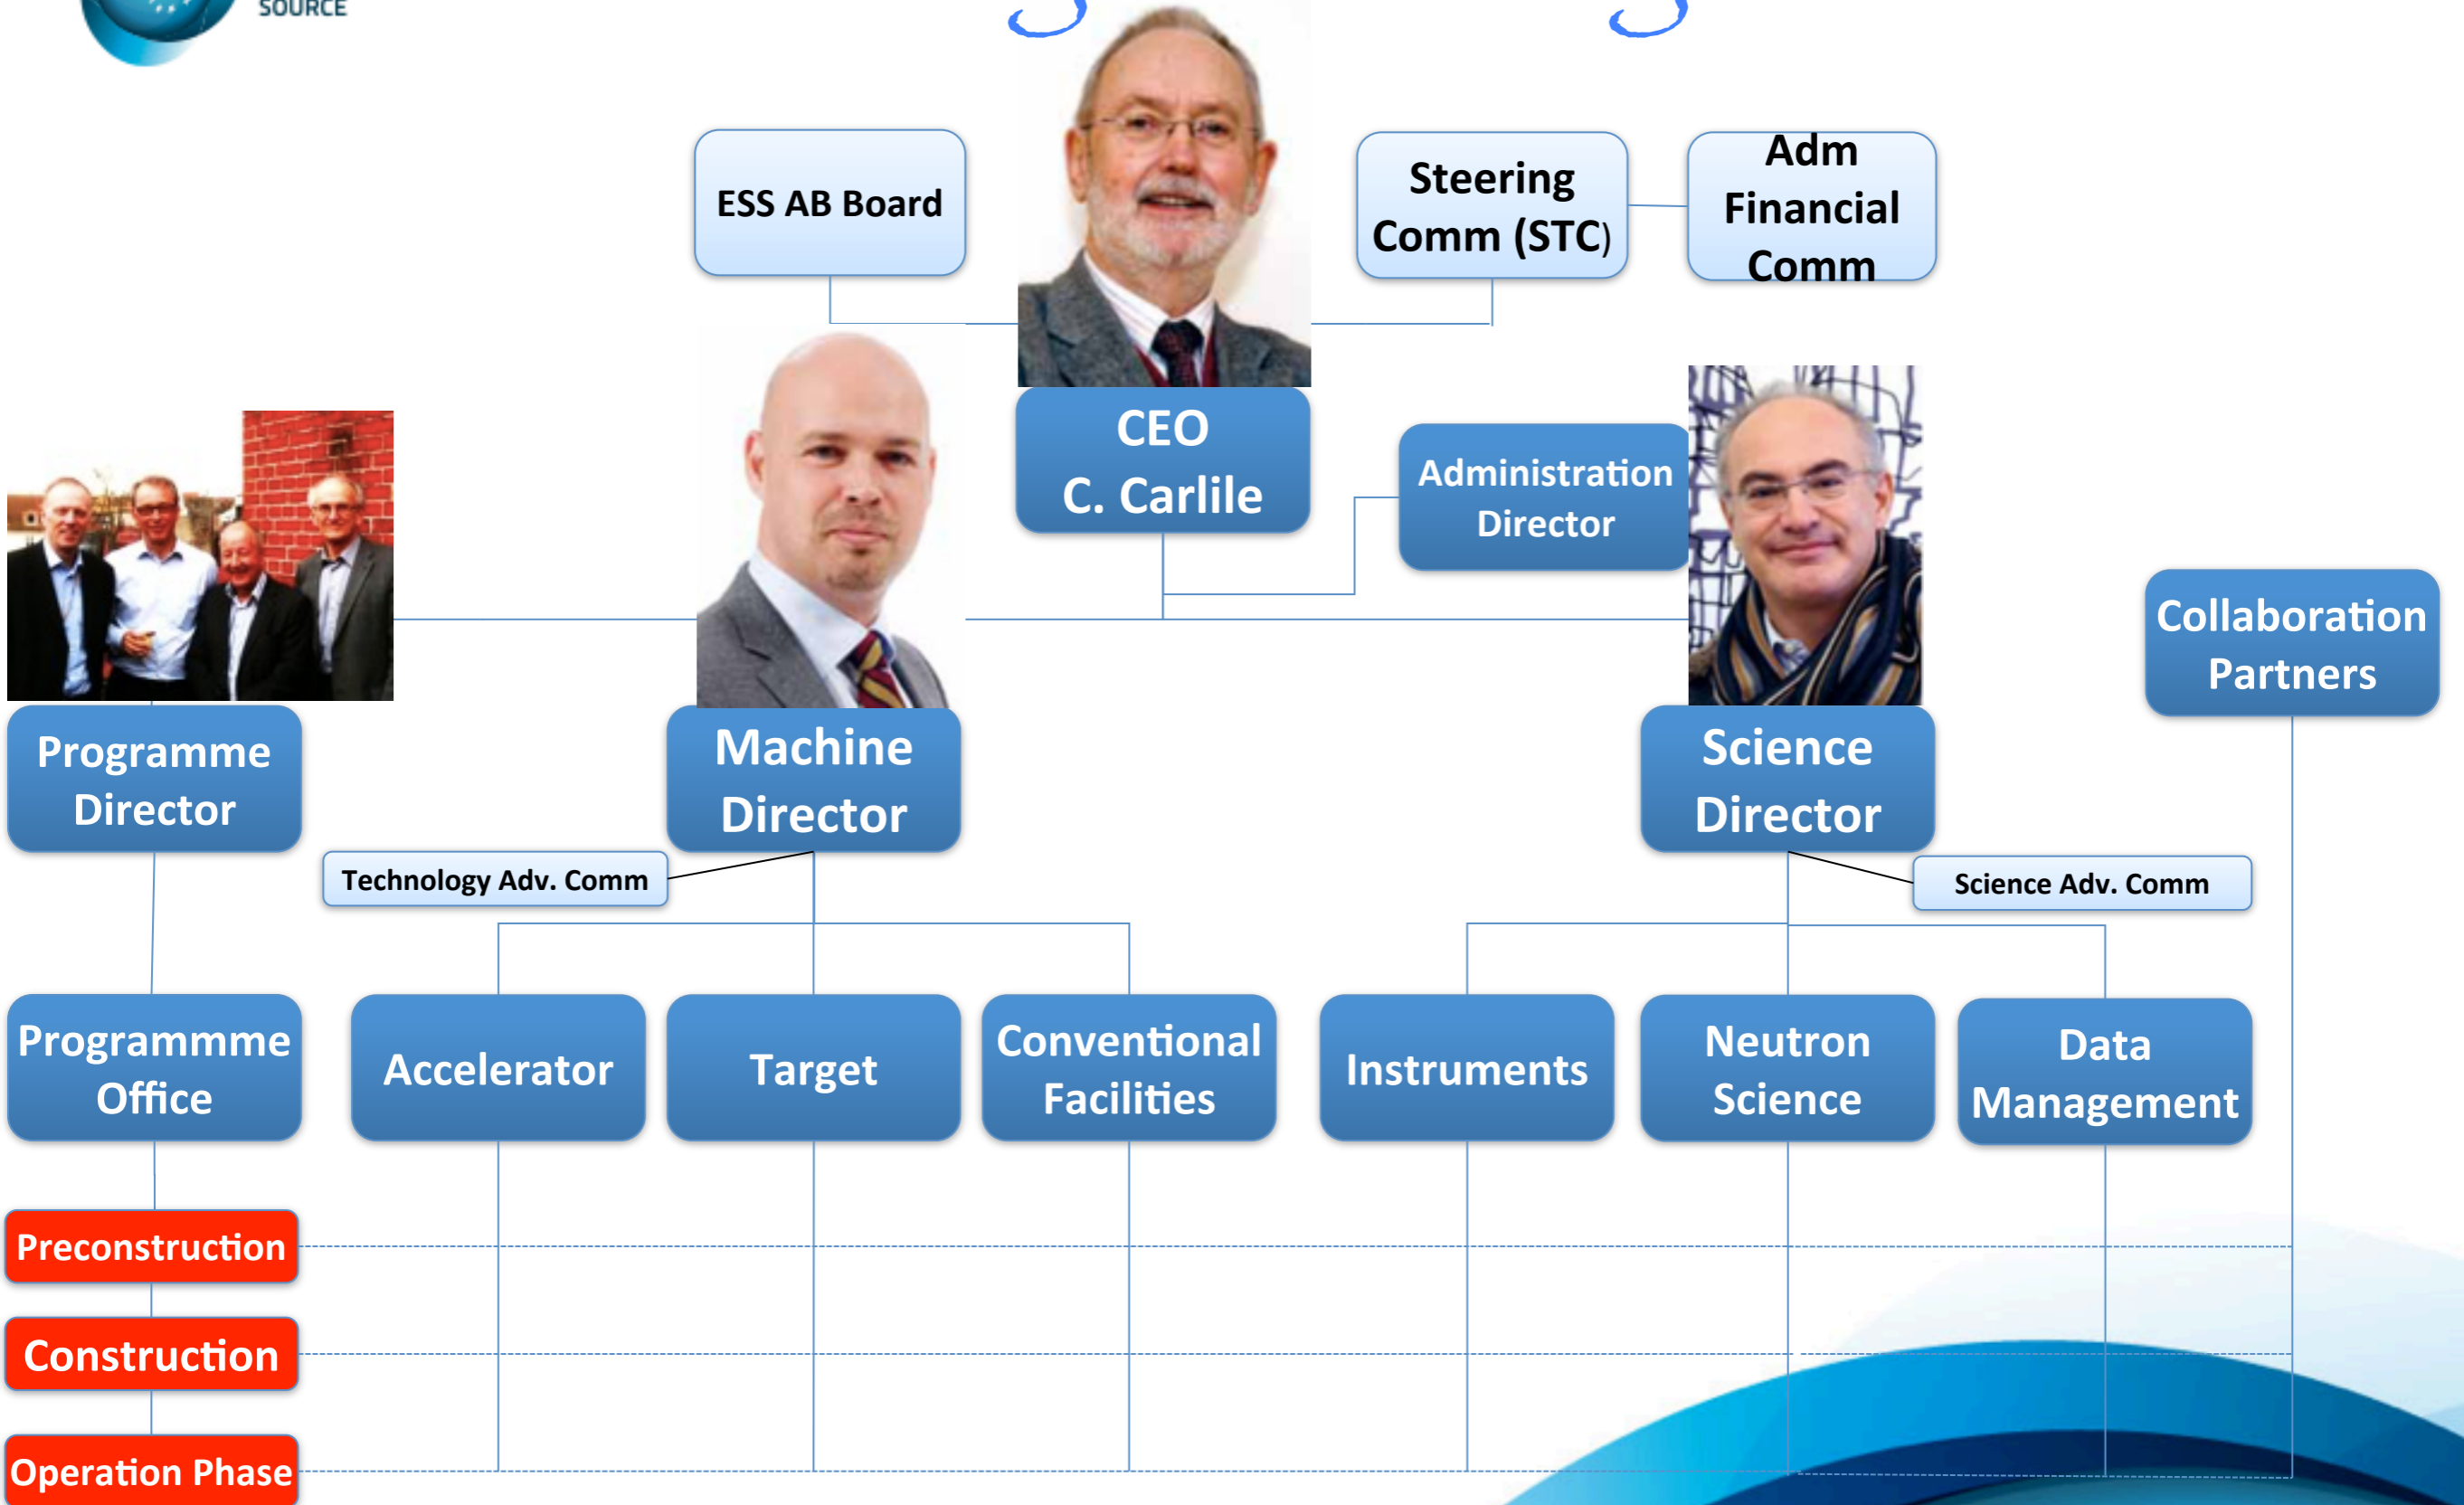 SOURCE
ESS AB Board
Steering
Comm (STC)
Adm
Financial
Comm
CEO
C. Carlile
Administration
Director
Collaboration
Partners
Programme
Director
Machine
Director
Science
Director
Technology Adv. Comm
Science Adv. Comm
Programmme
Office
Accelerator
Target
Conventional
Facilities
Instruments
Neutron
Science
Data
Management
Preconstruction
Construction
Operation Phase